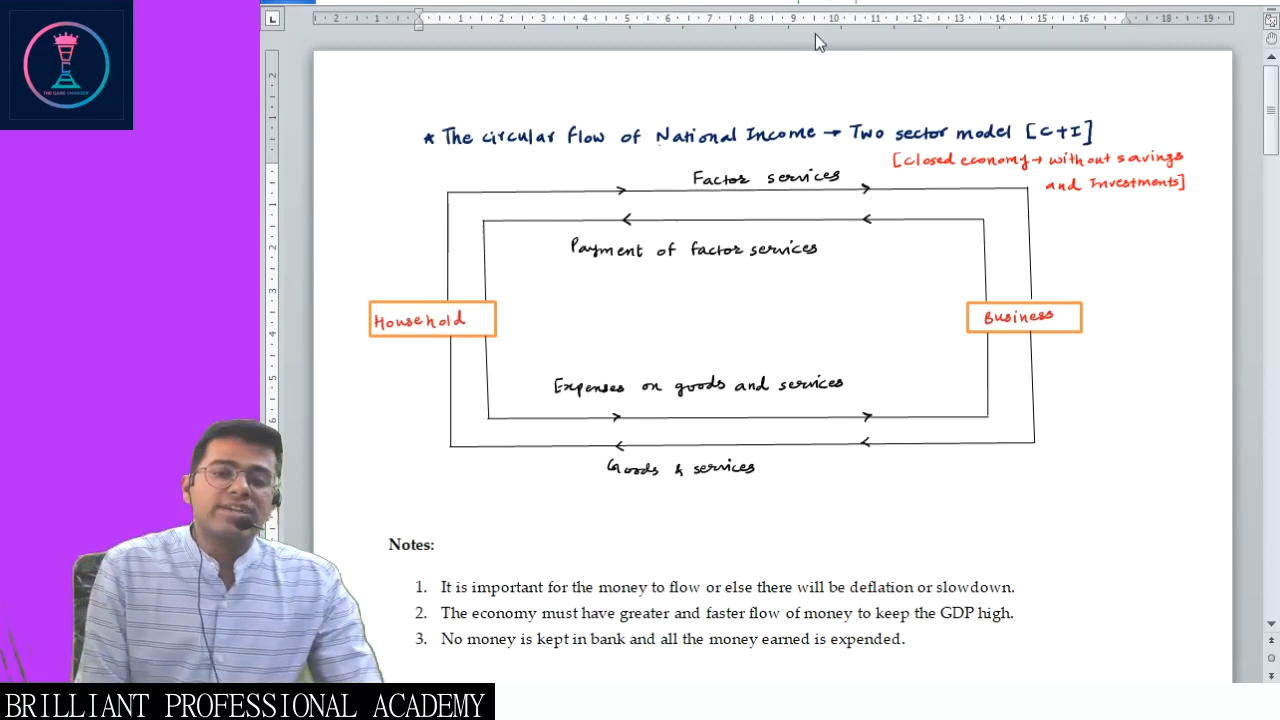 THE GAME CHANGER
* The circular flow of National Income → Two sector model [C+I]
[closed economy → without savings
and Investments]
Factor services
Payment of factor services
Household
Business
Expenses on goods and services
Goods & services
Notes:
1. It is important for the money to flow or else there will be deflation or slowdown.
2. The economy must have greater and faster flow of money to keep the GDP high.
3. No money is kept in bank and all the money earned is expended.
BRILLIANT PROFESSIONAL ACADEMY